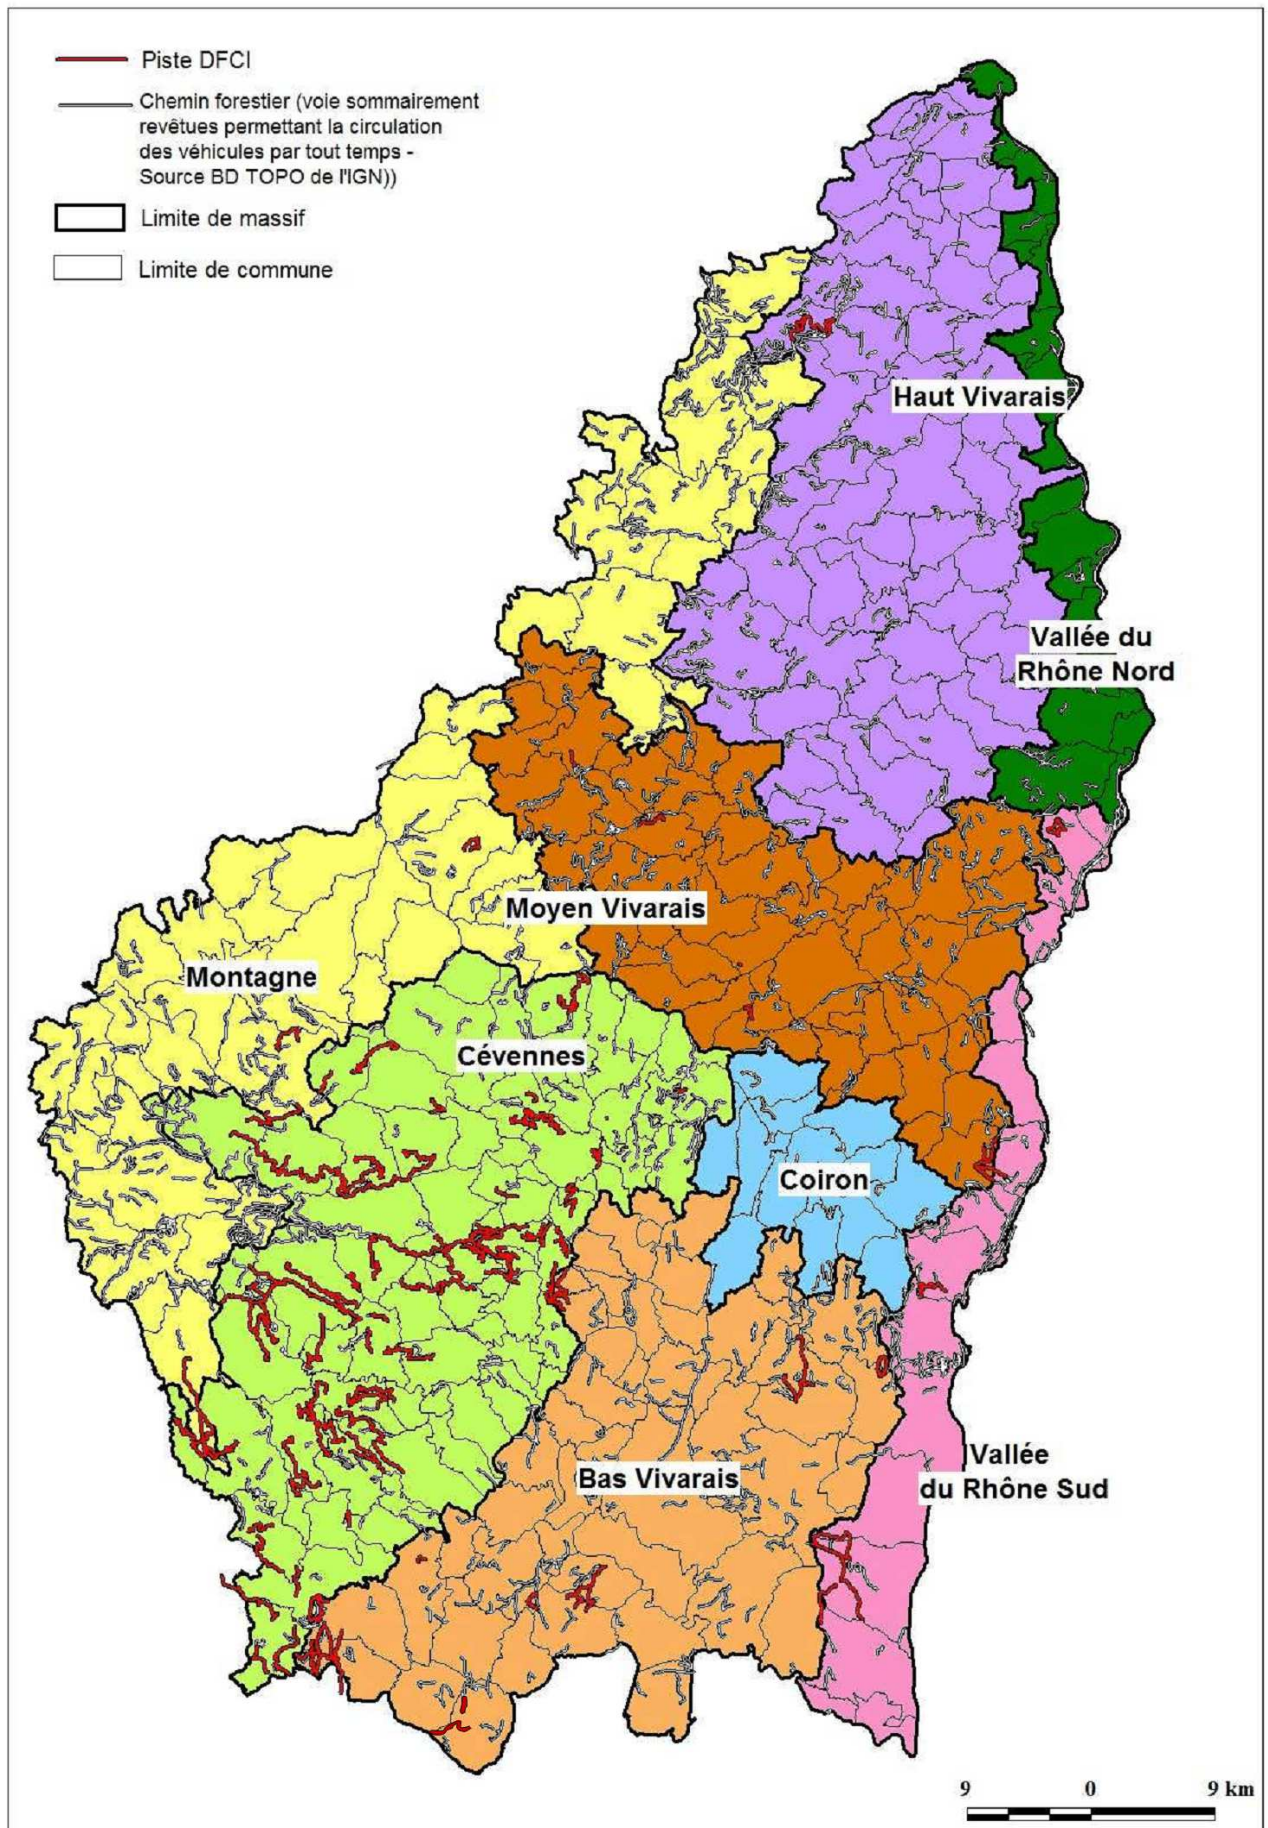 Piste DFCI
Chemin forestier (voie sommairement
revêtues permettant la circulation
des véhicules par tout temps -
Source BD TOPO de l'IGN))
Limite de massif
Limite de commune
Haut Vivarais
Vallée du
Rhône Nord
Moyen Vivarais
Montagne
Cévennes
Coiron
Bas Vivarais
Vallée
du Rhône Sud
9 0 9 km